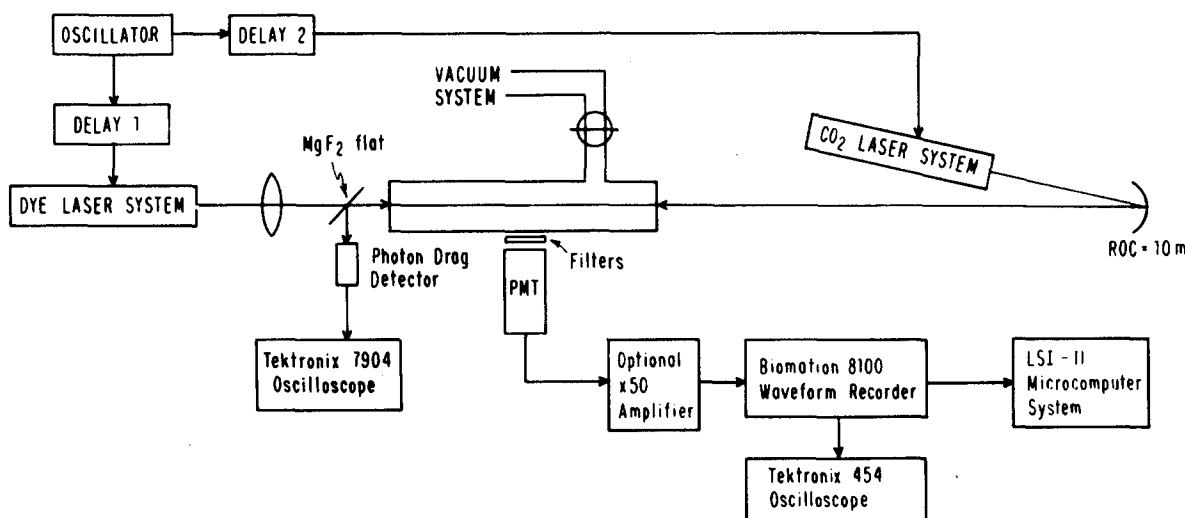 OSCILLATOR
DELAY 2
VACUUM
SYSTEM
DELAY 1
MgF₂ flat
CO₂ LASER SYSTEM
DYE LASER SYSTEM
ROC = 10 m
Photon Drag
Detector
Filters
PMT
Tektronix 7904
Oscilloscope
Optional
x50
Amplifier
Biomation 8100
Waveform Recorder
LSI-11
Microcomputer
System
Tektronix 454
Oscilloscope